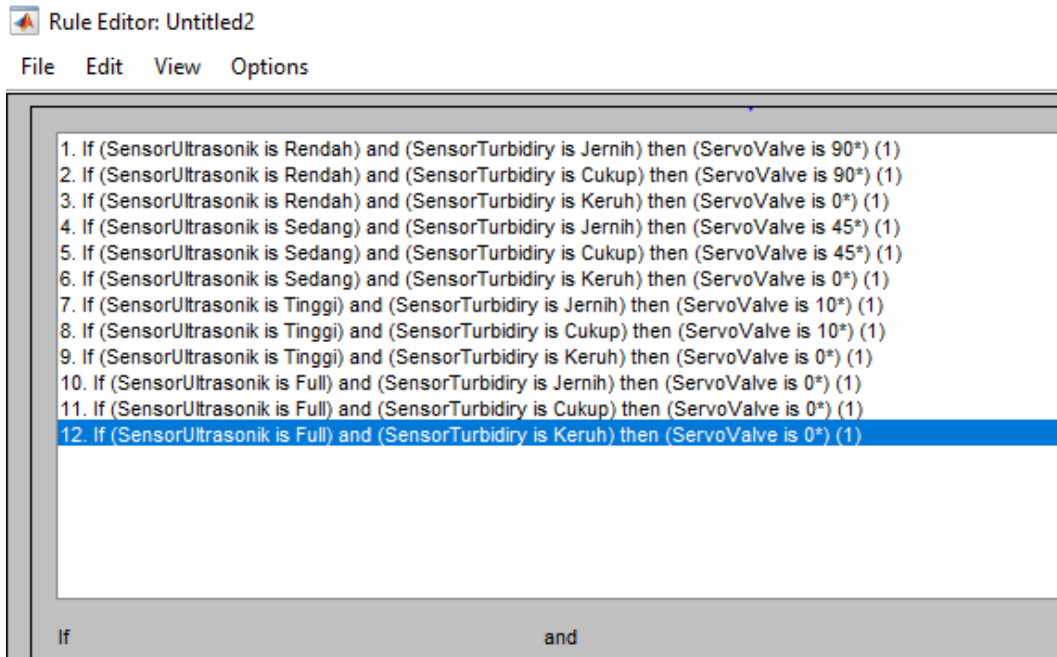 Rule Editor: Untitled2
File Edit View Options
1. If (SensorUltrasonik is Rendah) and (SensorTurbidiry is Jernih) then (ServoValve is 90*) (1)
2. If (SensorUltrasonik is Rendah) and (SensorTurbidiry is Cukup) then (ServoValve is 90*) (1)
3. If (SensorUltrasonik is Rendah) and (SensorTurbidiry is Keruh) then (ServoValve is 0*) (1)
4. If (SensorUltrasonik is Sedang) and (SensorTurbidiry is Jernih) then (ServoValve is 45*) (1)
5. If (SensorUltrasonik is Sedang) and (SensorTurbidiry is Cukup) then (ServoValve is 45*) (1)
6. If (SensorUltrasonik is Sedang) and (SensorTurbidiry is Keruh) then (ServoValve is 0*) (1)
7. If (SensorUltrasonik is Tinggi) and (SensorTurbidiry is Jernih) then (ServoValve is 10*) (1)
8. If (SensorUltrasonik is Tinggi) and (SensorTurbidiry is Cukup) then (ServoValve is 10*) (1)
9. If (SensorUltrasonik is Tinggi) and (SensorTurbidiry is Keruh) then (ServoValve is 0*) (1)
10. If (SensorUltrasonik is Full) and (SensorTurbidiry is Jernih) then (ServoValve is 0*) (1)
11. If (SensorUltrasonik is Full) and (SensorTurbidiry is Cukup) then (ServoValve is 0*) (1)
12. If (SensorUltrasonik is Full) and (SensorTurbidiry is Keruh) then (ServoValve is 0*) (1)
If and